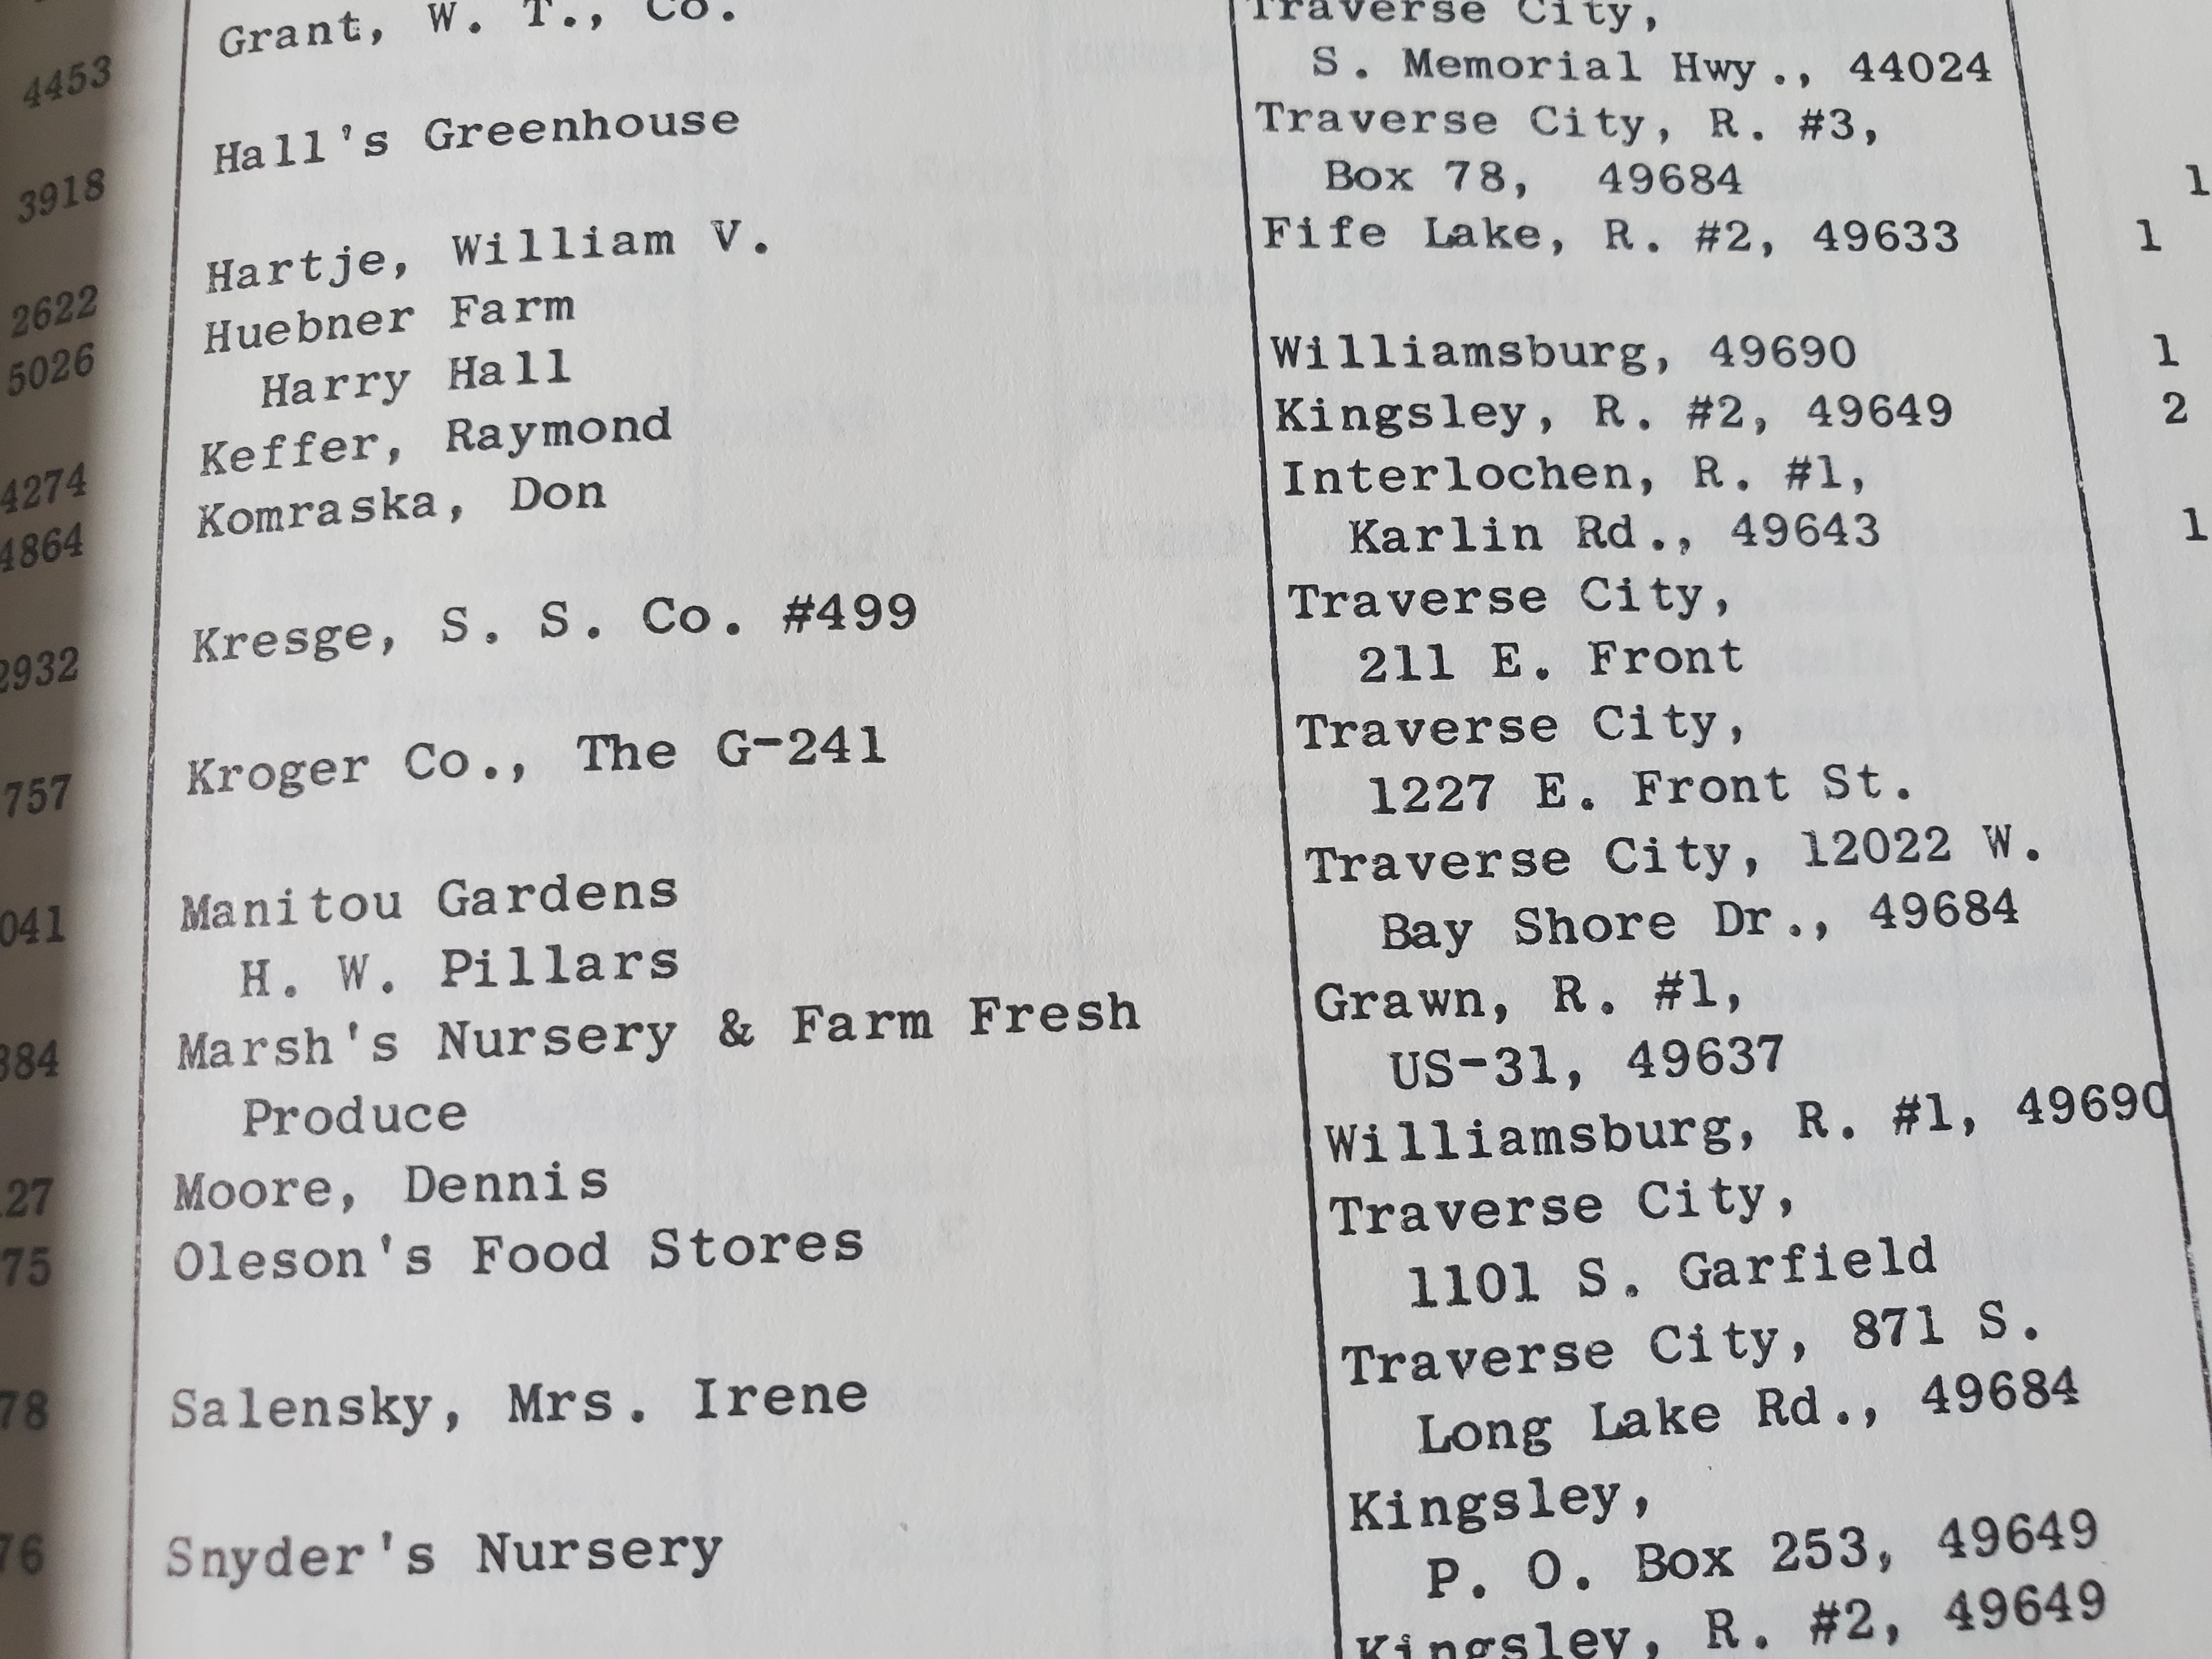 4453 Grant, W. T., Co. Traverse City,
S. Memorial Hwy., 44024
3918 Hall's Greenhouse Traverse City, R. #3,
Box 78, 49684 1
2622 Hartje, William V. Fife Lake, R. #2, 49633 1
5026 Huebner Farm
Harry Hall Williamsburg, 49690 1
4274 Keffer, Raymond Kingsley, R. #2, 49649 2
4864 Komraska, Don Interlochen, R. #1,
Karlin Rd., 49643 1
2932 Kresge, S. S. Co. #499 Traverse City,
211 E. Front
757 Kroger Co., The G-241 Traverse City,
1227 E. Front St.
041 Manitou Gardens Traverse City, 12022 W.
H. W. Pillars Bay Shore Dr., 49684
384 Marsh's Nursery & Farm Fresh Grawn, R. #1,
Produce US-31, 49637
27 Moore, Dennis Williamsburg, R. #1, 49690
75 Oleson's Food Stores Traverse City,
1101 S. Garfield
78 Salensky, Mrs. Irene Traverse City, 871 S.
Long Lake Rd., 49684
76 Snyder's Nursery Kingsley,
P. O. Box 253, 49649
Kingsley, R. #2, 49649